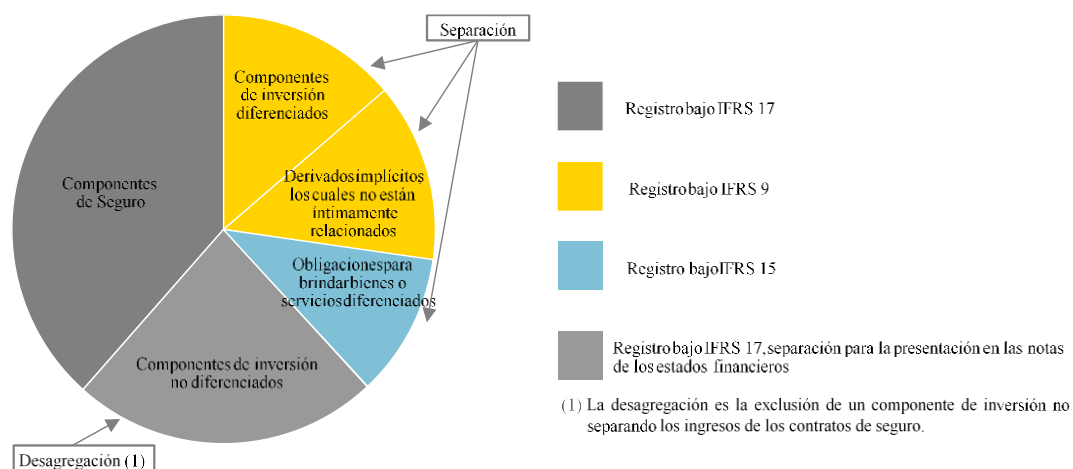 Separación
Componentes
de inversión
diferenciados
Derivados implícitos,
los cuales no están
íntimamente
relacionados
Obligaciones para
brindar bienes o
servicios diferenciados
Componentes
de Seguro
Componentes de inversión
no diferenciados
Desagregación (1)
Registro bajo IFRS 17
Registro bajo IFRS 9
Registro bajo IFRS 15
Registro bajo IFRS 17, separación para la presentación en las notas
de los estados financieros
(1) La desagregación es la exclusión de un componente de inversión no
separando los ingresos de los contratos de seguro.